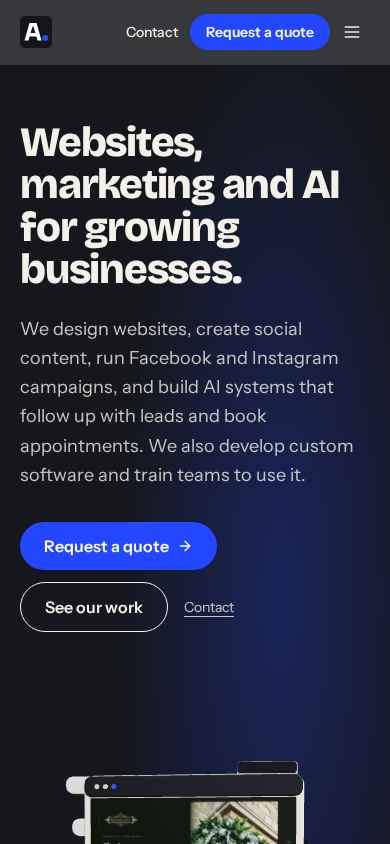 A.
Contact
Request a quote
Websites,
marketing and AI
for growing
businesses.
We design websites, create social
content, run Facebook and Instagram
campaigns, and build AI systems that
follow up with leads and book
appointments. We also develop custom
software and train teams to use it.
Request a quote →
See our work
Contact